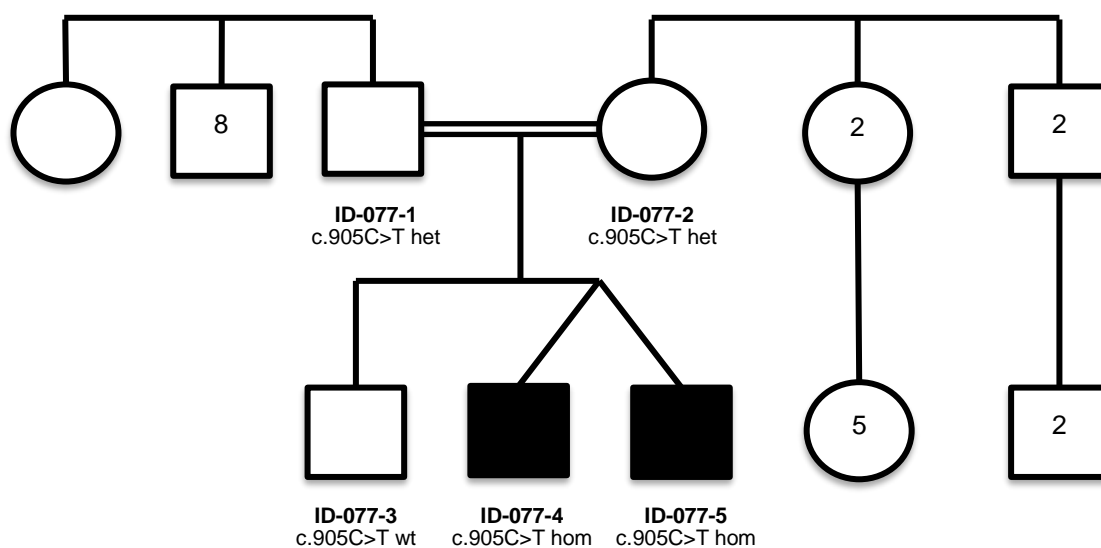 8
2
2
ID-077-1
c.905C>T het
ID-077-2
c.905C>T het
5
2
ID-077-3
c.905C>T wt
ID-077-4
c.905C>T hom
ID-077-5
c.905C>T hom